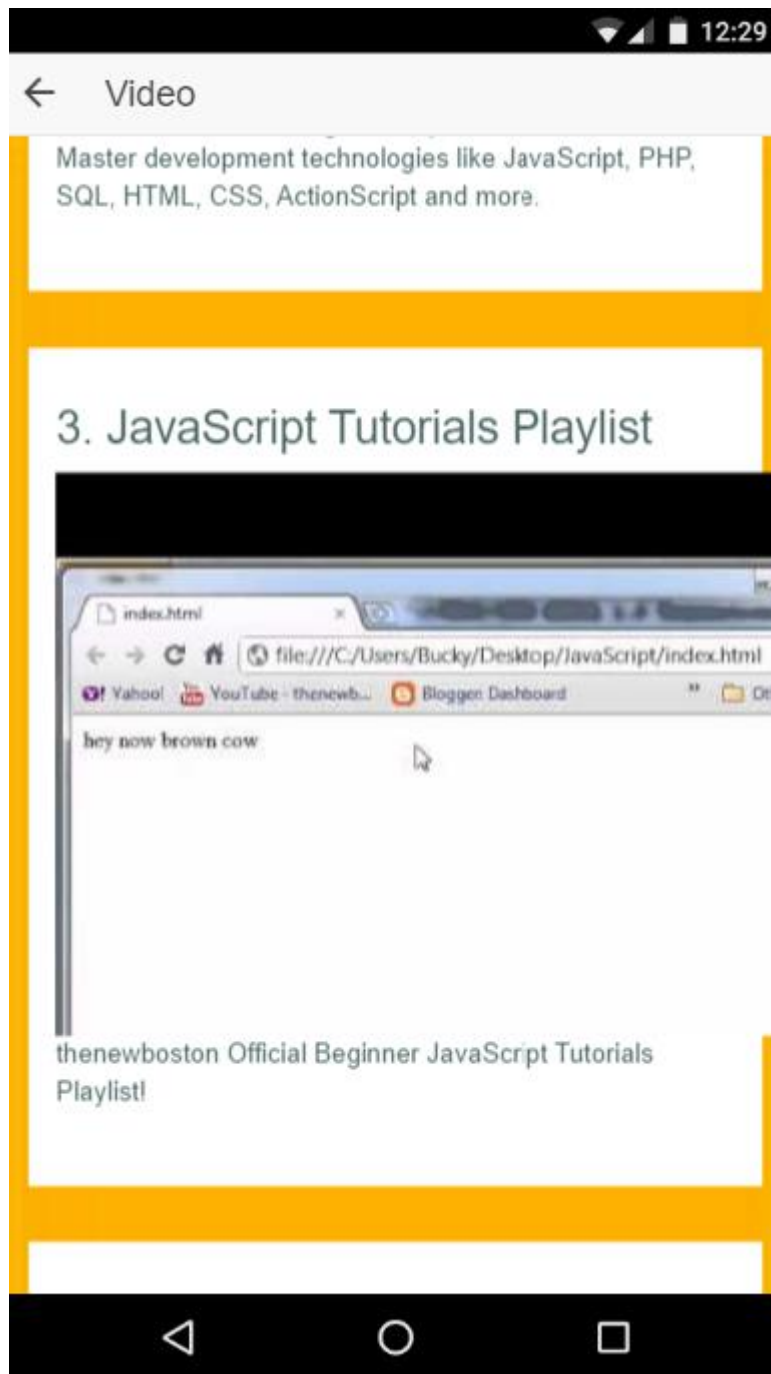 12:29
Video
Master development technologies like JavaScript, PHP,
SQL, HTML, CSS, ActionScript and more.
3. JavaScript Tutorials Playlist
index.html
file:///C:/Users/Bucky/Desktop/JavaScript/index.html
Yahoo! YouTube - thenewb... Blogger: Dashboard
hey now brown cow
thenewboston Official Beginner JavaScript Tutorials
Playlist!